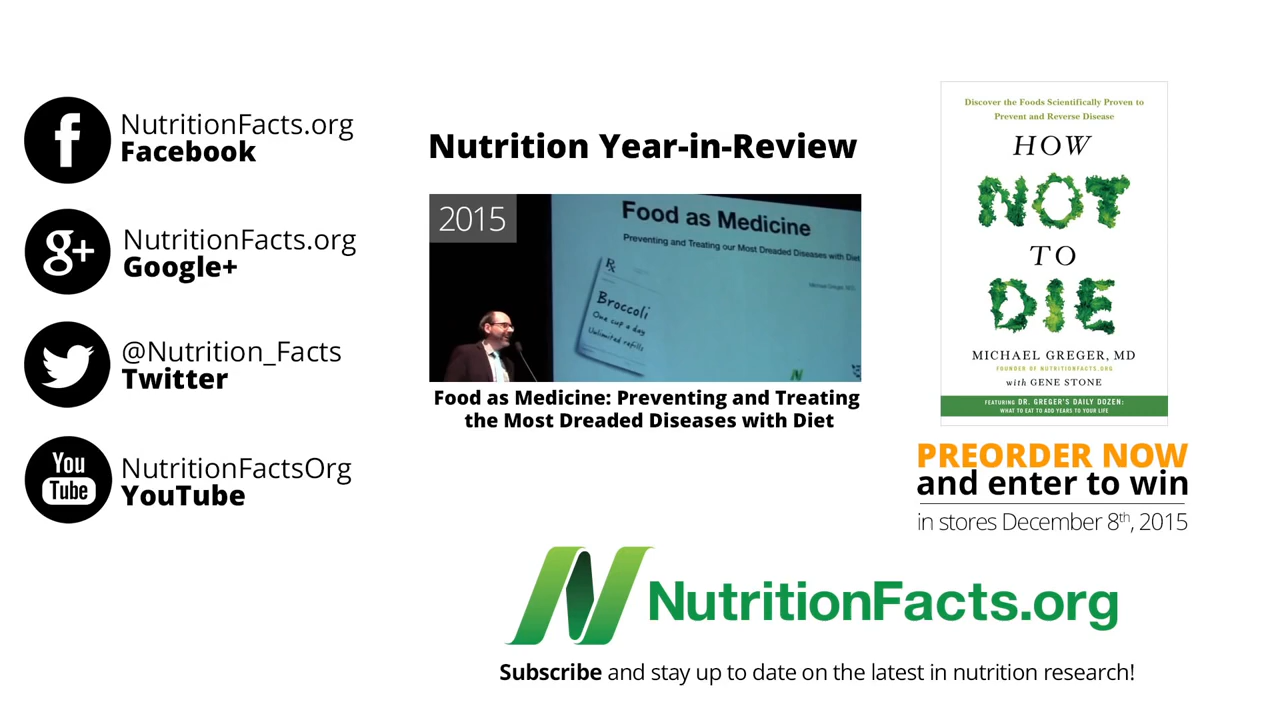 NutritionFacts.org
Facebook
NutritionFacts.org
Google+
@Nutrition_Facts
Twitter
You
Tube
NutritionFactsOrg
YouTube
Nutrition Year-in-Review
2015
Food as Medicine
Preventing and Treating our Most Dreaded Diseases with Diet
Michael Greger, MD
Rx
Broccoli
One cup a day
Unlimited refills
Food as Medicine: Preventing and Treating
the Most Dreaded Diseases with Diet
Discover the Foods Scientifically Proven to
Prevent and Reverse Disease
HOW
NOT
TO
DIE
MICHAEL GREGER, MD
FOUNDER OF NUTRITIONFACTS.ORG
with GENE STONE
FEATURING DR. GREGER'S DAILY DOZEN:
WHAT TO EAT TO ADD YEARS TO YOUR LIFE
PREORDER NOW
and enter to win
in stores December 8th, 2015
NutritionFacts.org
Subscribe and stay up to date on the latest in nutrition research!